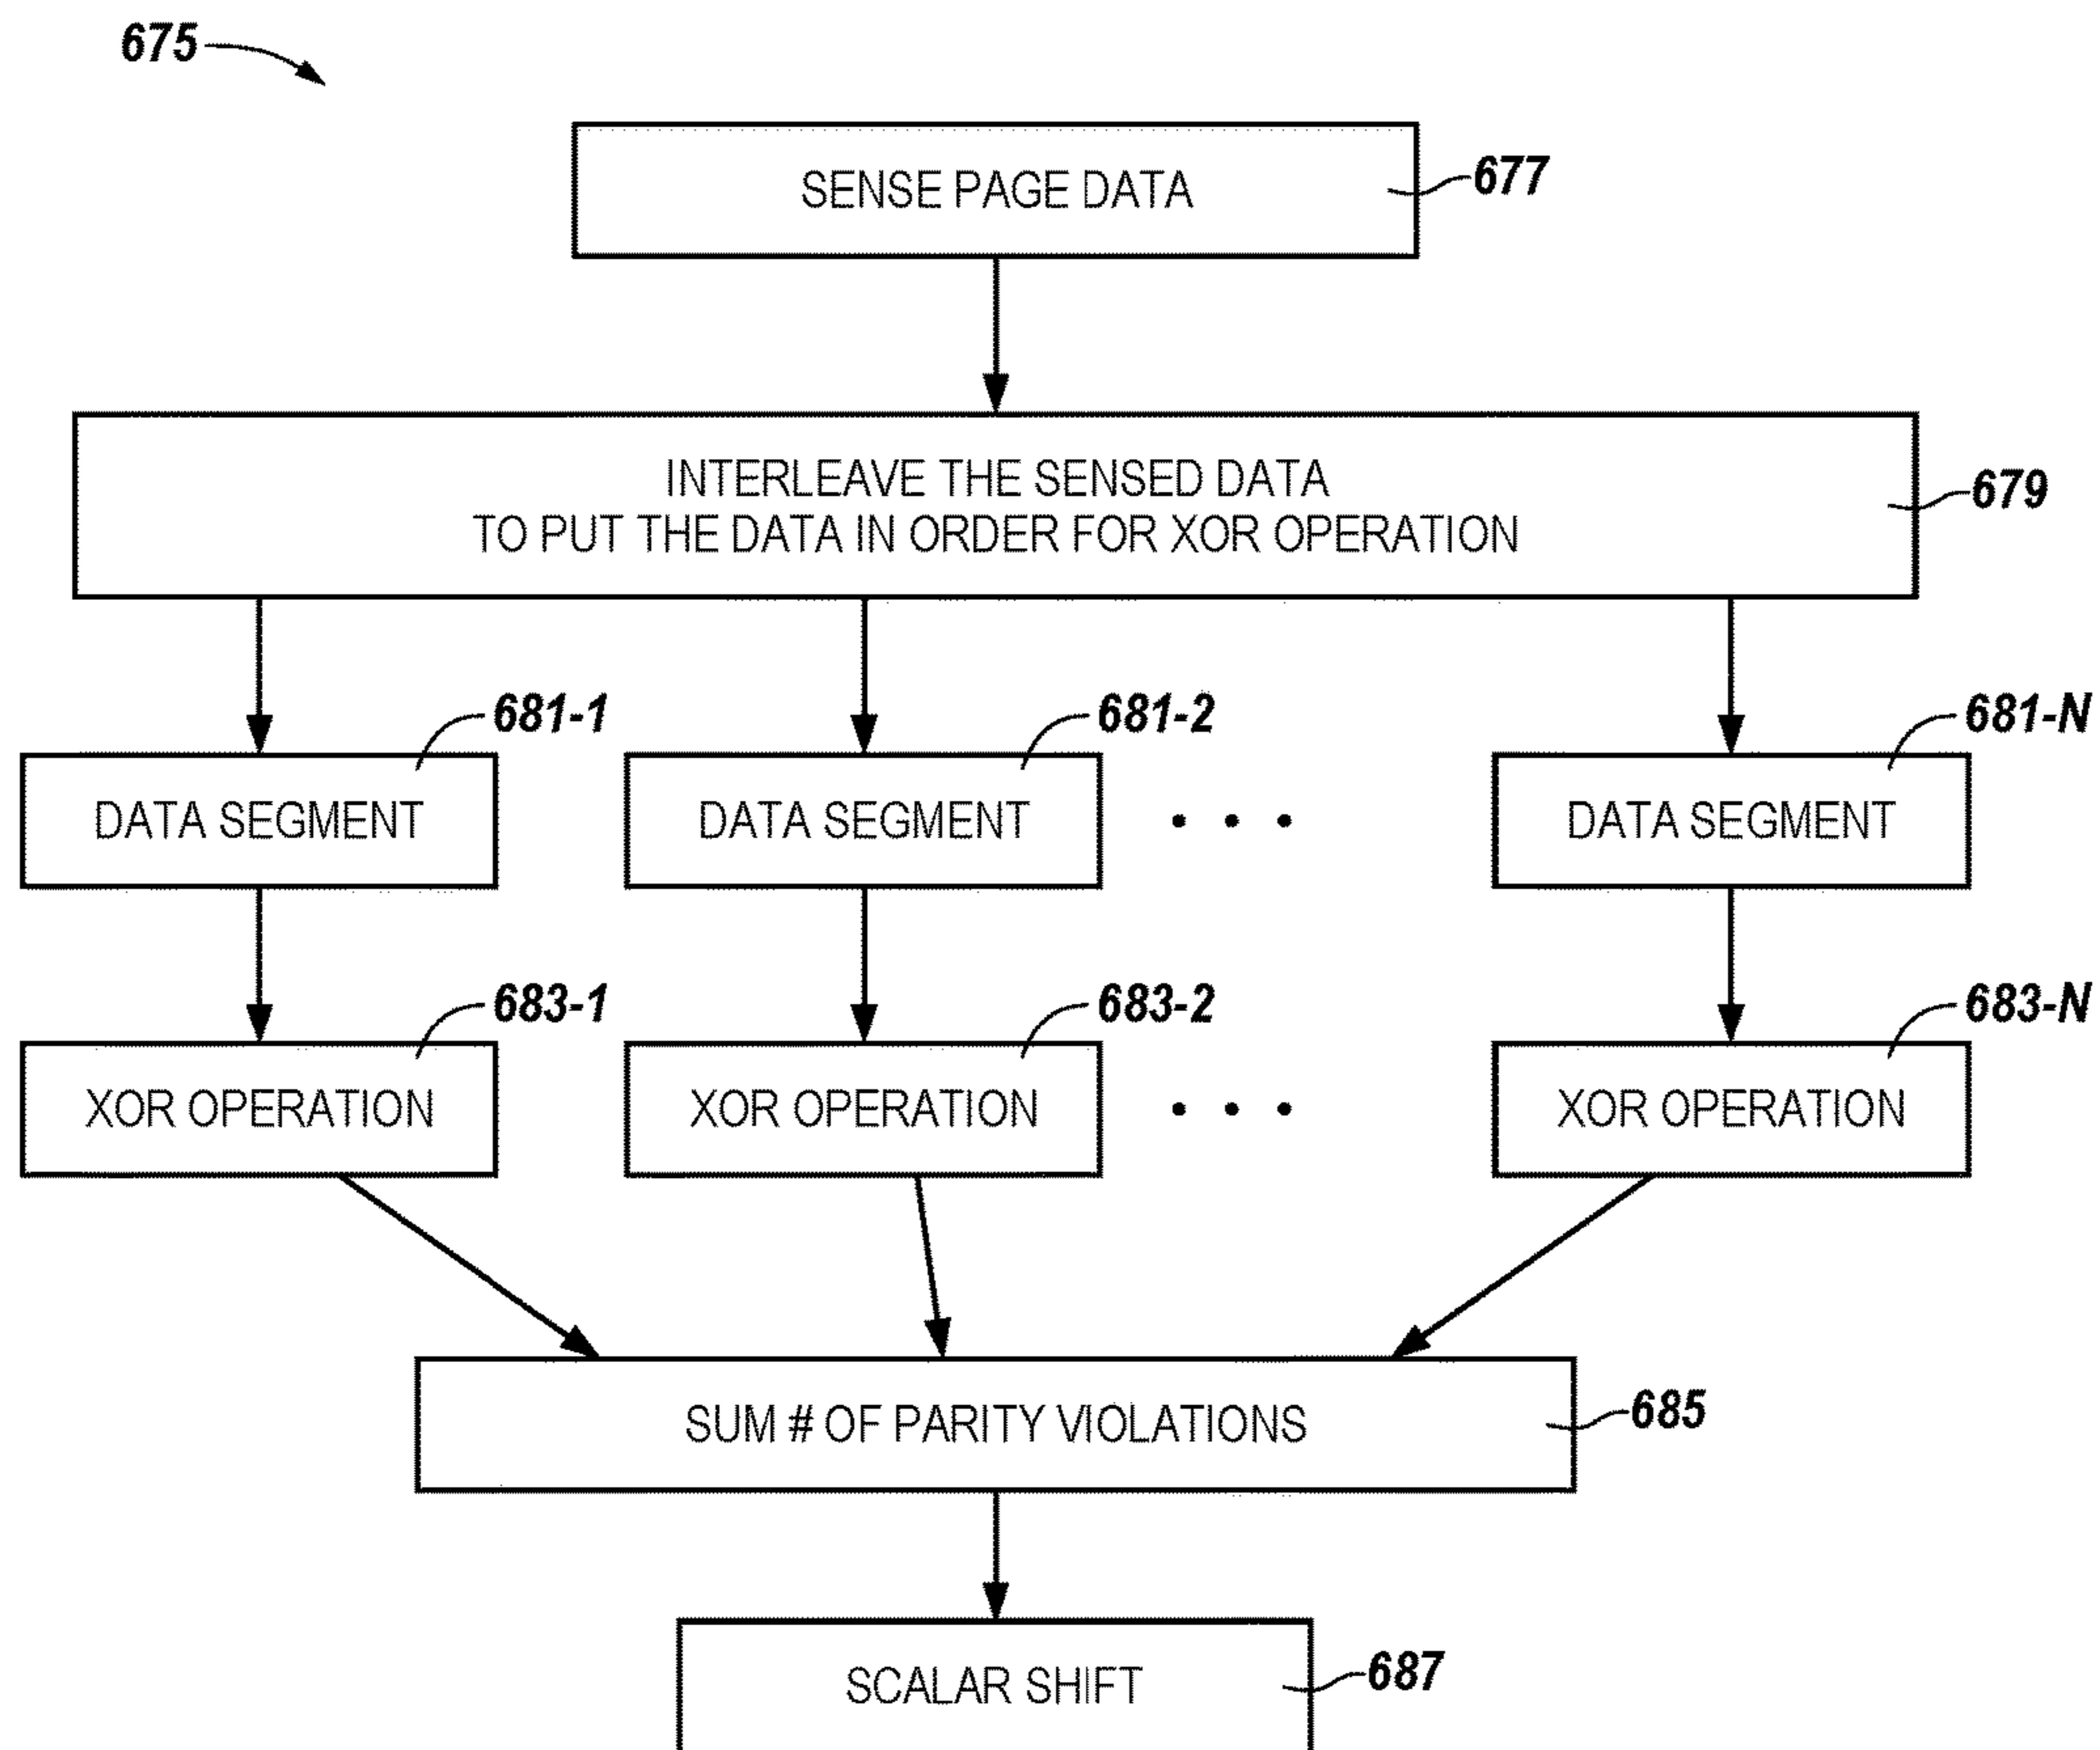 675
SENSE PAGE DATA
677
INTERLEAVE THE SENSED DATA
TO PUT THE DATA IN ORDER FOR XOR OPERATION
679
681-1
681-2
681-N
DATA SEGMENT
DATA SEGMENT
• • •
DATA SEGMENT
683-1
683-2
683-N
XOR OPERATION
XOR OPERATION
• • •
XOR OPERATION
SUM # OF PARITY VIOLATIONS
685
SCALAR SHIFT
687